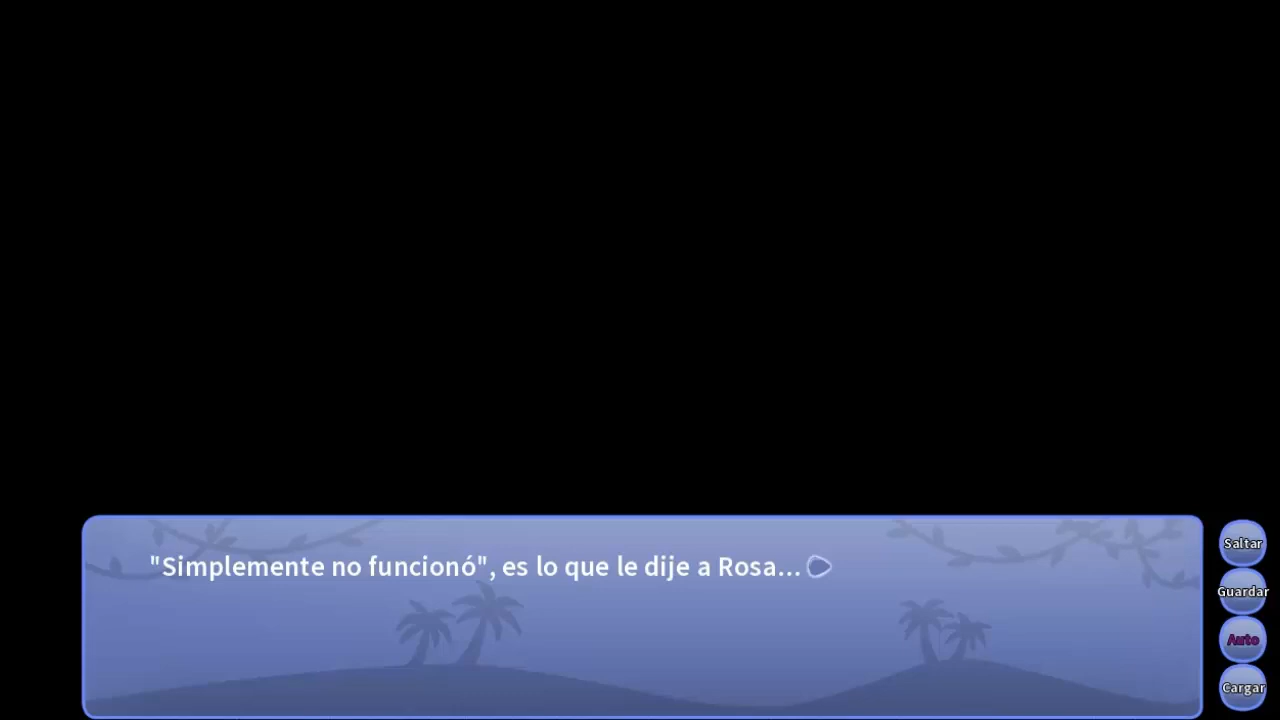 "Simplemente no funcionó", es lo que le dije a Rosa...
Saltar
Guardar
Auto
Cargar